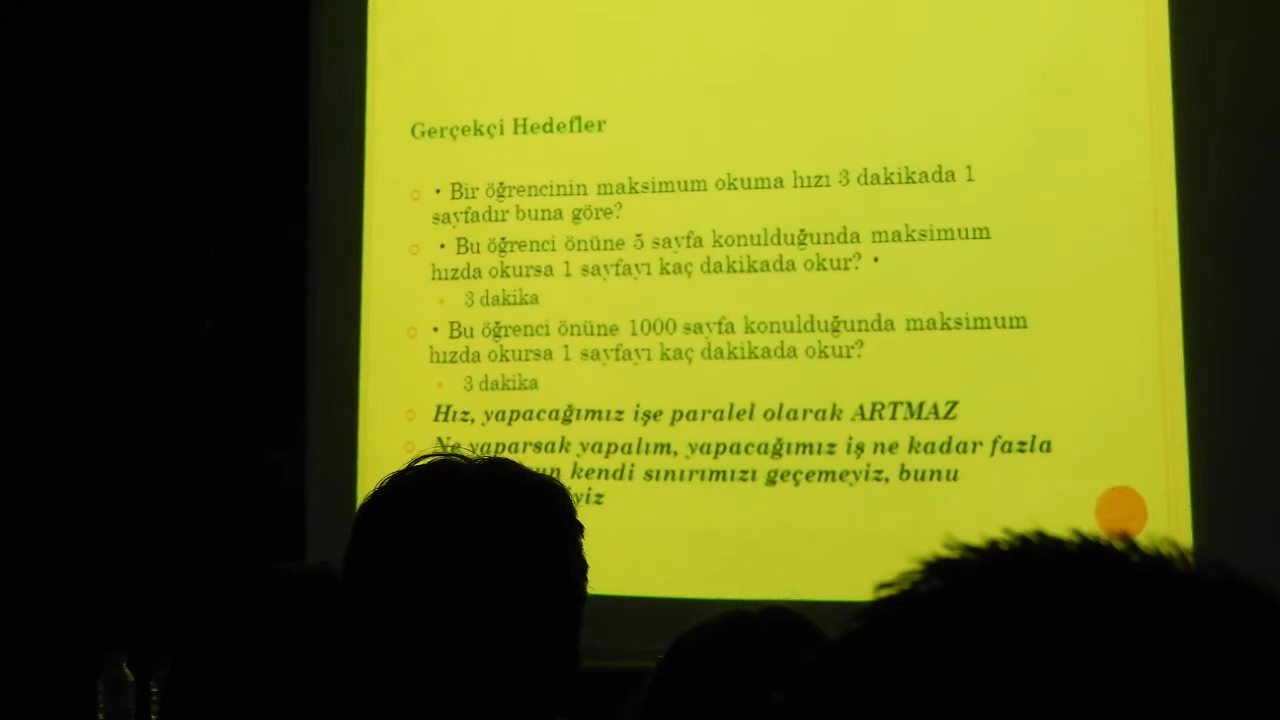 Gerçekçi Hedefler
• Bir öğrencinin maksimum okuma hızı 3 dakikada 1
sayfadır buna göre?
• Bu öğrenci önüne 5 sayfa konulduğunda maksimum
hızda okursa 1 sayfayı kaç dakikada okur? •
3 dakika
• Bu öğrenci önüne 1000 sayfa konulduğunda maksimum
hızda okursa 1 sayfayı kaç dakikada okur?
3 dakika
Hız, yapacağımız işe paralel olarak ARTMAZ
Ne yaparsak yapalım, yapacağımız iş ne kadar fazla
kendi sınırımızı geçemeyiz, bunu